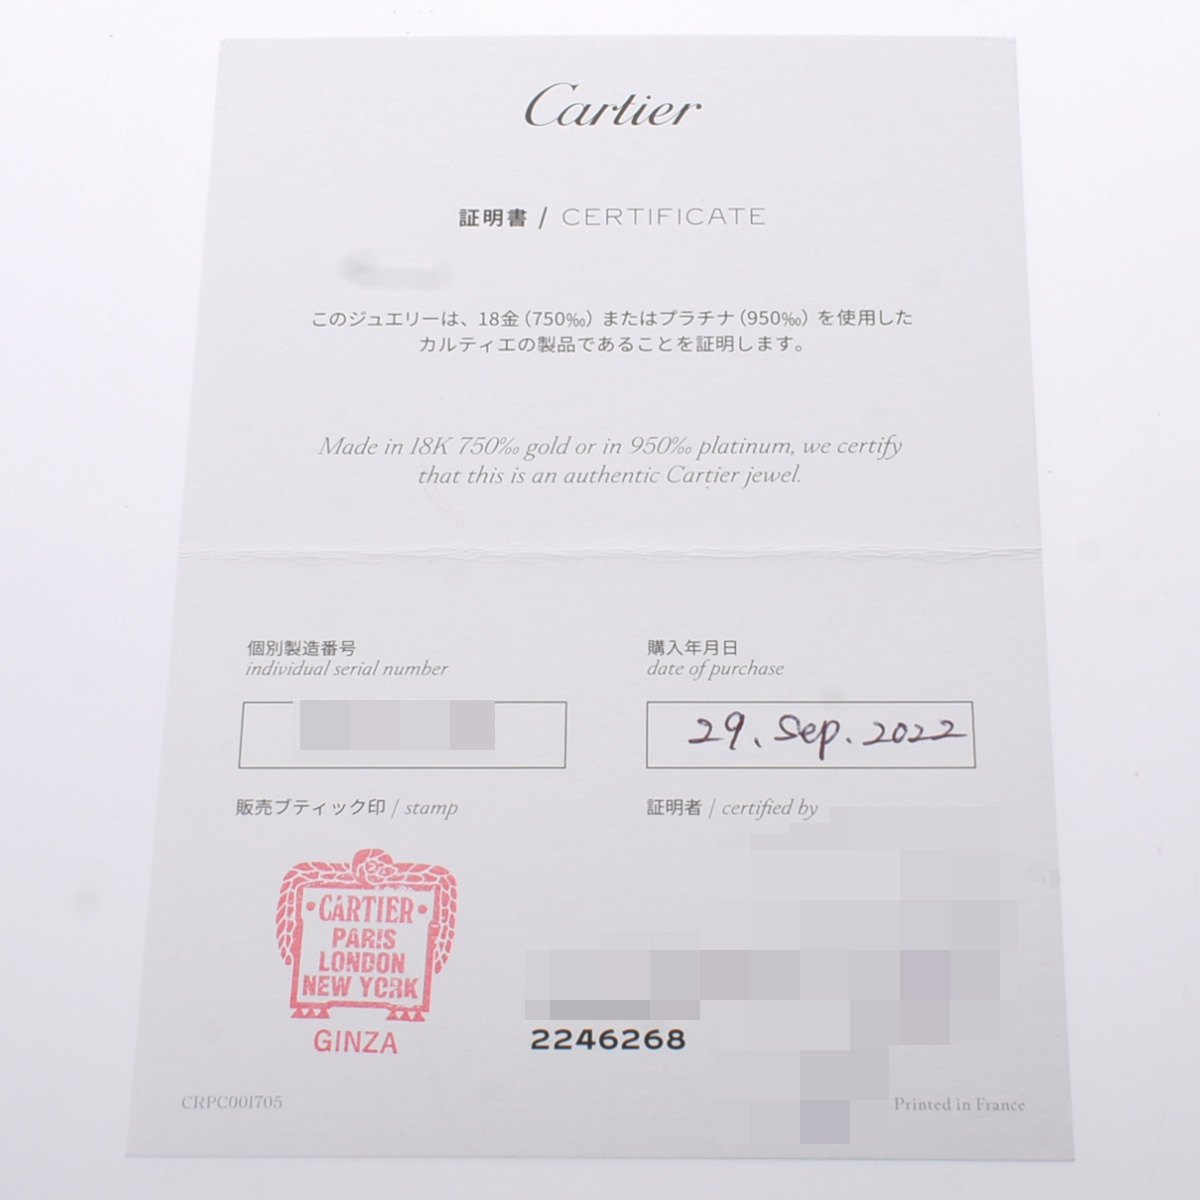 Cartier
証明書 / CERTIFICATE
このジュエリーは、18金(750‰)またはプラチナ(950‰)を使用した
カルティエの製品であることを証明します。
Made in 18K 750‰ gold or in 950‰ platinum, we certify
that this is an authentic Cartier jewel.
個別製造番号
individual serial number
購入年月日
date of purchase
29. Sep. 2022
販売ブティック印 / stamp
証明者 / certified by
CARTIER
PARIS
LONDON
NEW YORK
GINZA
2246268
CRPC001705
Printed in France